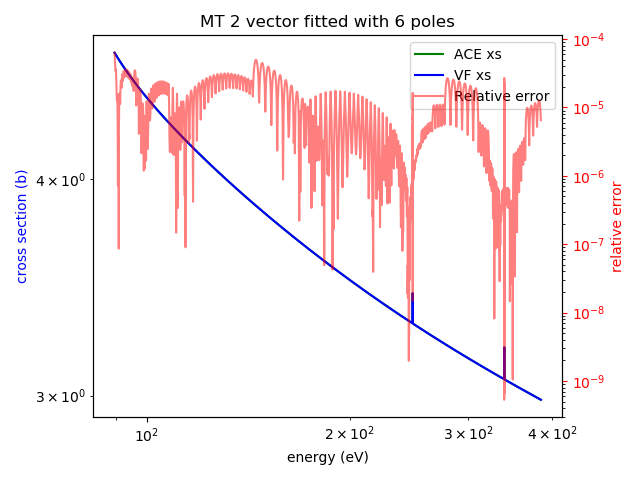 MT 2 vector fitted with 6 poles
ACE xs
VF xs
Relative error
4 × 10⁰
3 × 10⁰
cross section (b)
10⁻⁴
10⁻⁵
10⁻⁶
10⁻⁷
10⁻⁸
10⁻⁹
relative error
10²
2 × 10²
3 × 10²
4 × 10²
energy (eV)